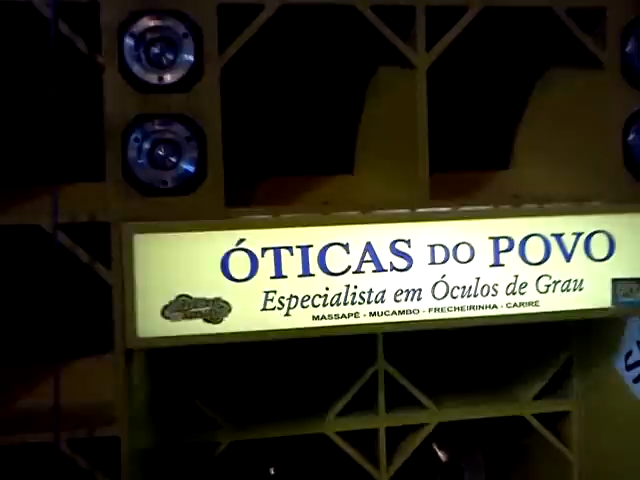 ÓTICAS DO POVO
Especialista em Óculos de Grau
MASSAPÊ - MUCAMBO - FRECHEIRINHA - CARIRÉ